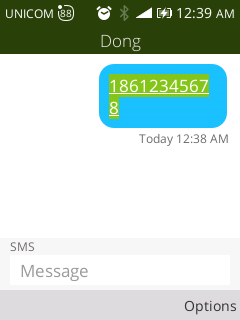 UNICOM 88 12:39 AM
Dong
1861234567
8
Today 12:38 AM
SMS
Message
Options